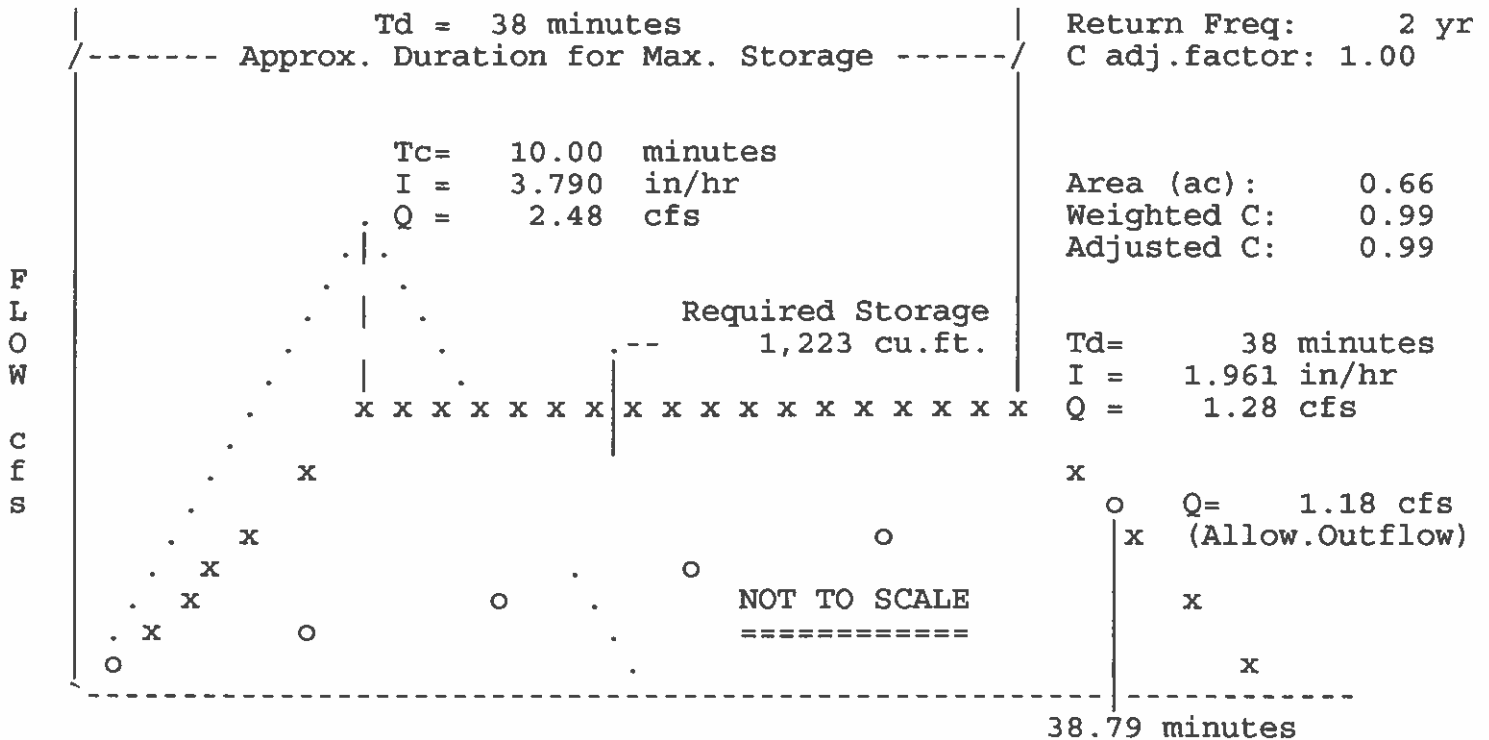 Td = 38 minutes
Return Freq: 2 yr
/------- Approx. Duration for Max. Storage ------/
C adj.factor: 1.00
Tc= 10.00 minutes
I = 3.790 in/hr
Q = 2.48 cfs
Area (ac): 0.66
Weighted C: 0.99
Adjusted C: 0.99
FLOW cfs
Required Storage
1,223 cu.ft.
Td= 38 minutes
I = 1.961 in/hr
x x x x x x x x x x x x x x x x x x
Q = 1.28 cfs
x x
o Q= 1.18 cfs
x o x (Allow.Outflow)
x o
x o NOT TO SCALE x
x o ============
o x
38.79 minutes